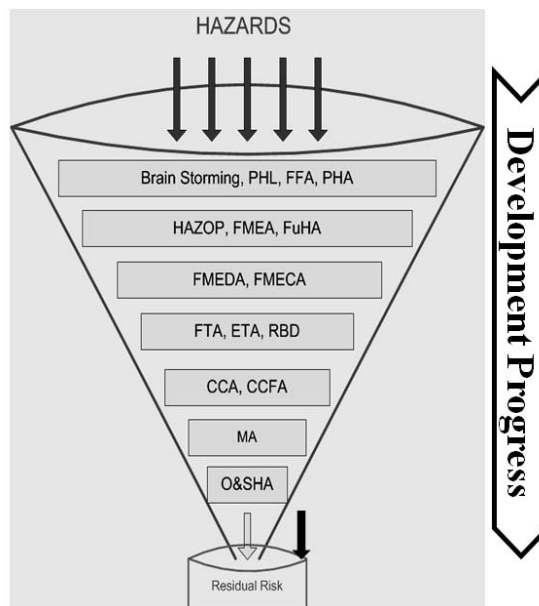 HAZARDS
Brain Storming, PHL, FFA, PHA
HAZOP, FMEA, FuHA
FMEDA, FMECA
FTA, ETA, RBD
CCA, CCFA
MA
O&SHA
Residual Risk
Development Progress